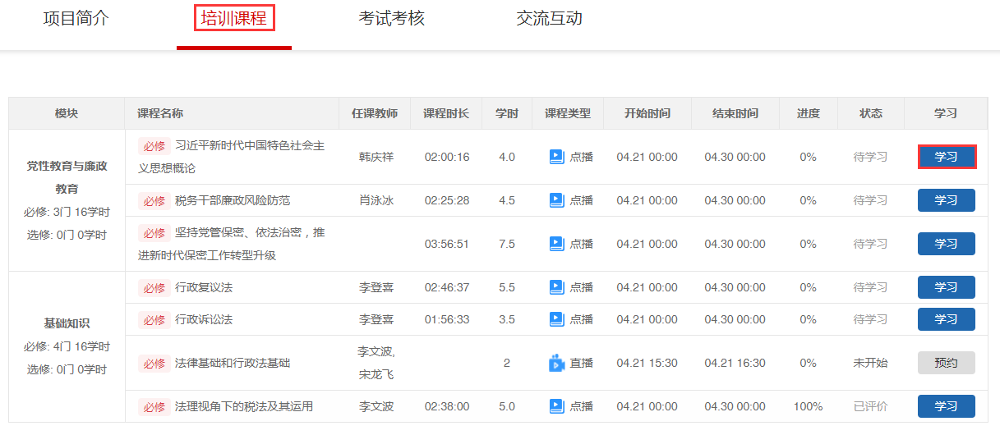 项目简介 培训课程 考试考核 交流互动
模块 课程名称 任课教师 课程时长 学时 课程类型 开始时间 结束时间 进度 状态 学习
党性教育与廉政
教育
必修: 3门 16学时
选修: 0门 0学时
必修 习近平新时代中国特色社会主
义思想概论
韩庆祥 02:00:16 4.0 点播 04.21 00:00 04.30 00:00 0% 待学习 学习
必修 税务干部廉政风险防范 肖泳冰 02:25:28 4.5 点播 04.21 00:00 04.30 00:00 0% 待学习 学习
必修 坚持党管保密、依法治密，推
进新时代保密工作转型升级
03:56:51 7.5 点播 04.21 00:00 04.30 00:00 0% 待学习 学习
基础知识
必修: 4门 16学时
选修: 0门 0学时
必修 行政复议法 李登喜 02:46:37 5.5 点播 04.21 00:00 04.30 00:00 0% 待学习 学习
必修 行政诉讼法 李登喜 01:56:33 3.5 点播 04.21 00:00 04.30 00:00 0% 待学习 学习
必修 法律基础和行政法基础
李文波,
宋龙飞
2 直播 04.21 15:30 04.21 16:30 0% 未开始 预约
必修 法理视角下的税法及其运用 李文波 02:38:00 5.0 点播 04.21 00:00 04.30 00:00 100% 已评价 学习